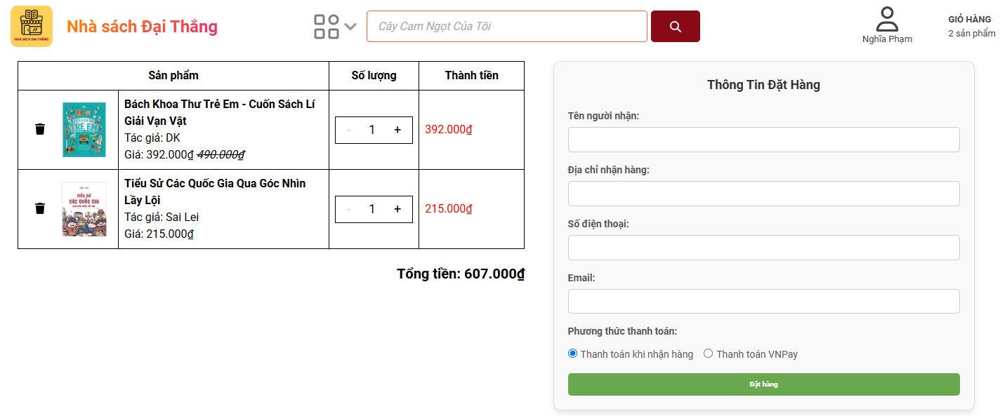 NHÀ SÁCH ĐẠI THẮNG
Nhà sách Đại Thắng
Cây Cam Ngọt Của Tôi
Nghĩa Phạm
GIỎ HÀNG
2 sản phẩm
Sản phẩm
Số lượng
Thành tiền
TRẺ EM
Bách Khoa Thư Trẻ Em - Cuốn Sách Lí
Giải Vạn Vật
Tác giả: DK
Giá: 392.000₫ 490.000₫
- 1 +
392.000₫
TIỂU SỬ
CÁC QUỐC GIA
Tiểu Sử Các Quốc Gia Qua Góc Nhìn
Lầy Lội
Tác giả: Sai Lei
Giá: 215.000₫
- 1 +
215.000₫
Tổng tiền: 607.000₫
Thông Tin Đặt Hàng
Tên người nhận:
Địa chỉ nhận hàng:
Số điện thoại:
Email:
Phương thức thanh toán:
Thanh toán khi nhận hàng
Thanh toán VNPay
Đặt hàng